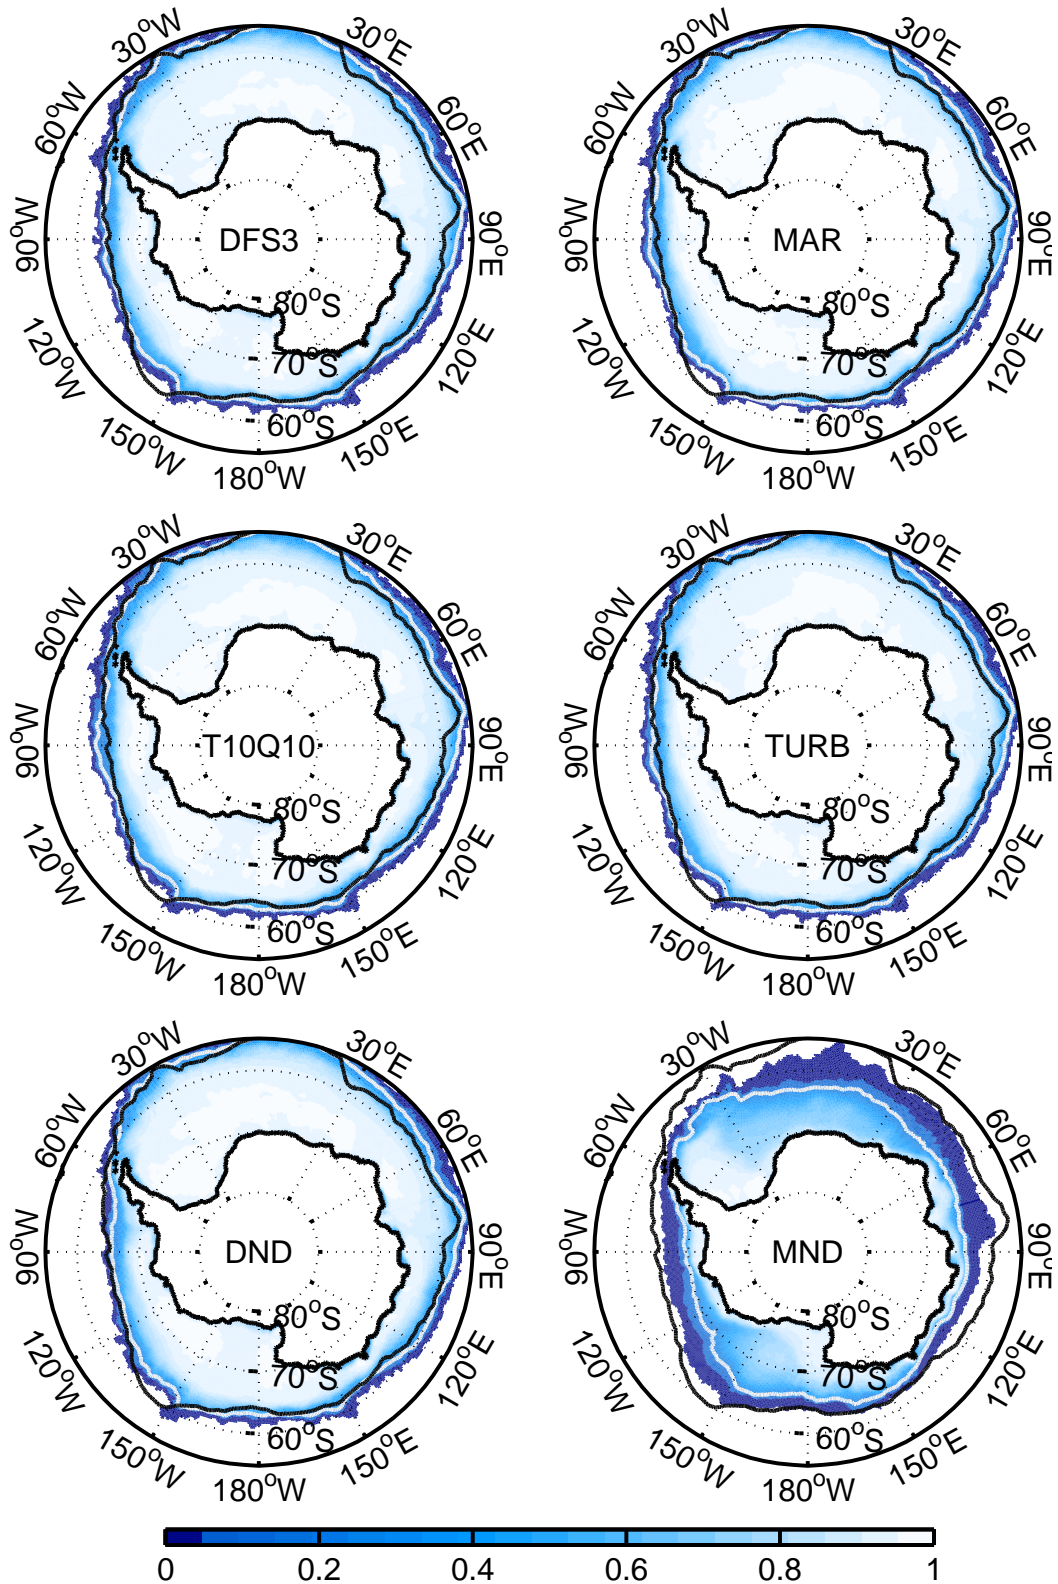 30°W 30°E
60°W 60°E
90°W DFS3 90°E
80°S
120°W 70°S 120°E
60°S
150°W 150°E
180°W
30°W 30°E
60°W 60°E
90°W MAR 90°E
80°S
120°W 70°S 120°E
60°S
150°W 150°E
180°W
30°W 30°E
60°W 60°E
90°W T10Q10 90°E
80°S
120°W 70°S 120°E
60°S
150°W 150°E
180°W
30°W 30°E
60°W 60°E
90°W TURB 90°E
80°S
120°W 70°S 120°E
60°S
150°W 150°E
180°W
30°W 30°E
60°W 60°E
90°W DND 90°E
80°S
120°W 70°S 120°E
60°S
150°W 150°E
180°W
30°W 30°E
60°W 60°E
90°W MND 90°E
80°S
120°W 70°S 120°E
60°S
150°W 150°E
180°W
0 0.2 0.4 0.6 0.8 1